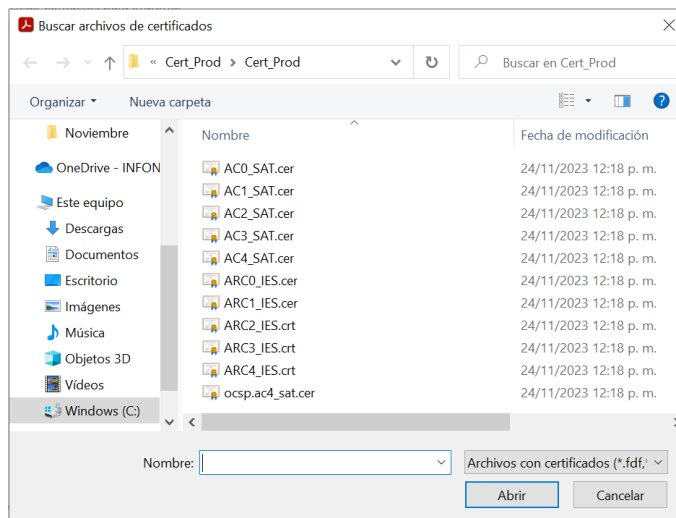 Buscar archivos de certificados
« Cert_Prod > Cert_Prod
Buscar en Cert_Prod
Organizar
Nueva carpeta
Noviembre
OneDrive - INFON
Este equipo
Descargas
Documentos
Escritorio
Imágenes
Música
Objetos 3D
Vídeos
Windows (C:)
Nombre Fecha de modificación
AC0_SAT.cer 24/11/2023 12:18 p. m.
AC1_SAT.cer 24/11/2023 12:18 p. m.
AC2_SAT.cer 24/11/2023 12:18 p. m.
AC3_SAT.cer 24/11/2023 12:18 p. m.
AC4_SAT.cer 24/11/2023 12:18 p. m.
ARC0_IES.cer 24/11/2023 12:18 p. m.
ARC1_IES.cer 24/11/2023 12:18 p. m.
ARC2_IES.crt 24/11/2023 12:18 p. m.
ARC3_IES.crt 24/11/2023 12:18 p. m.
ARC4_IES.crt 24/11/2023 12:18 p. m.
ocsp.ac4_sat.cer 24/11/2023 12:18 p. m.
Nombre:
Archivos con certificados (*.fdf,
Abrir
Cancelar